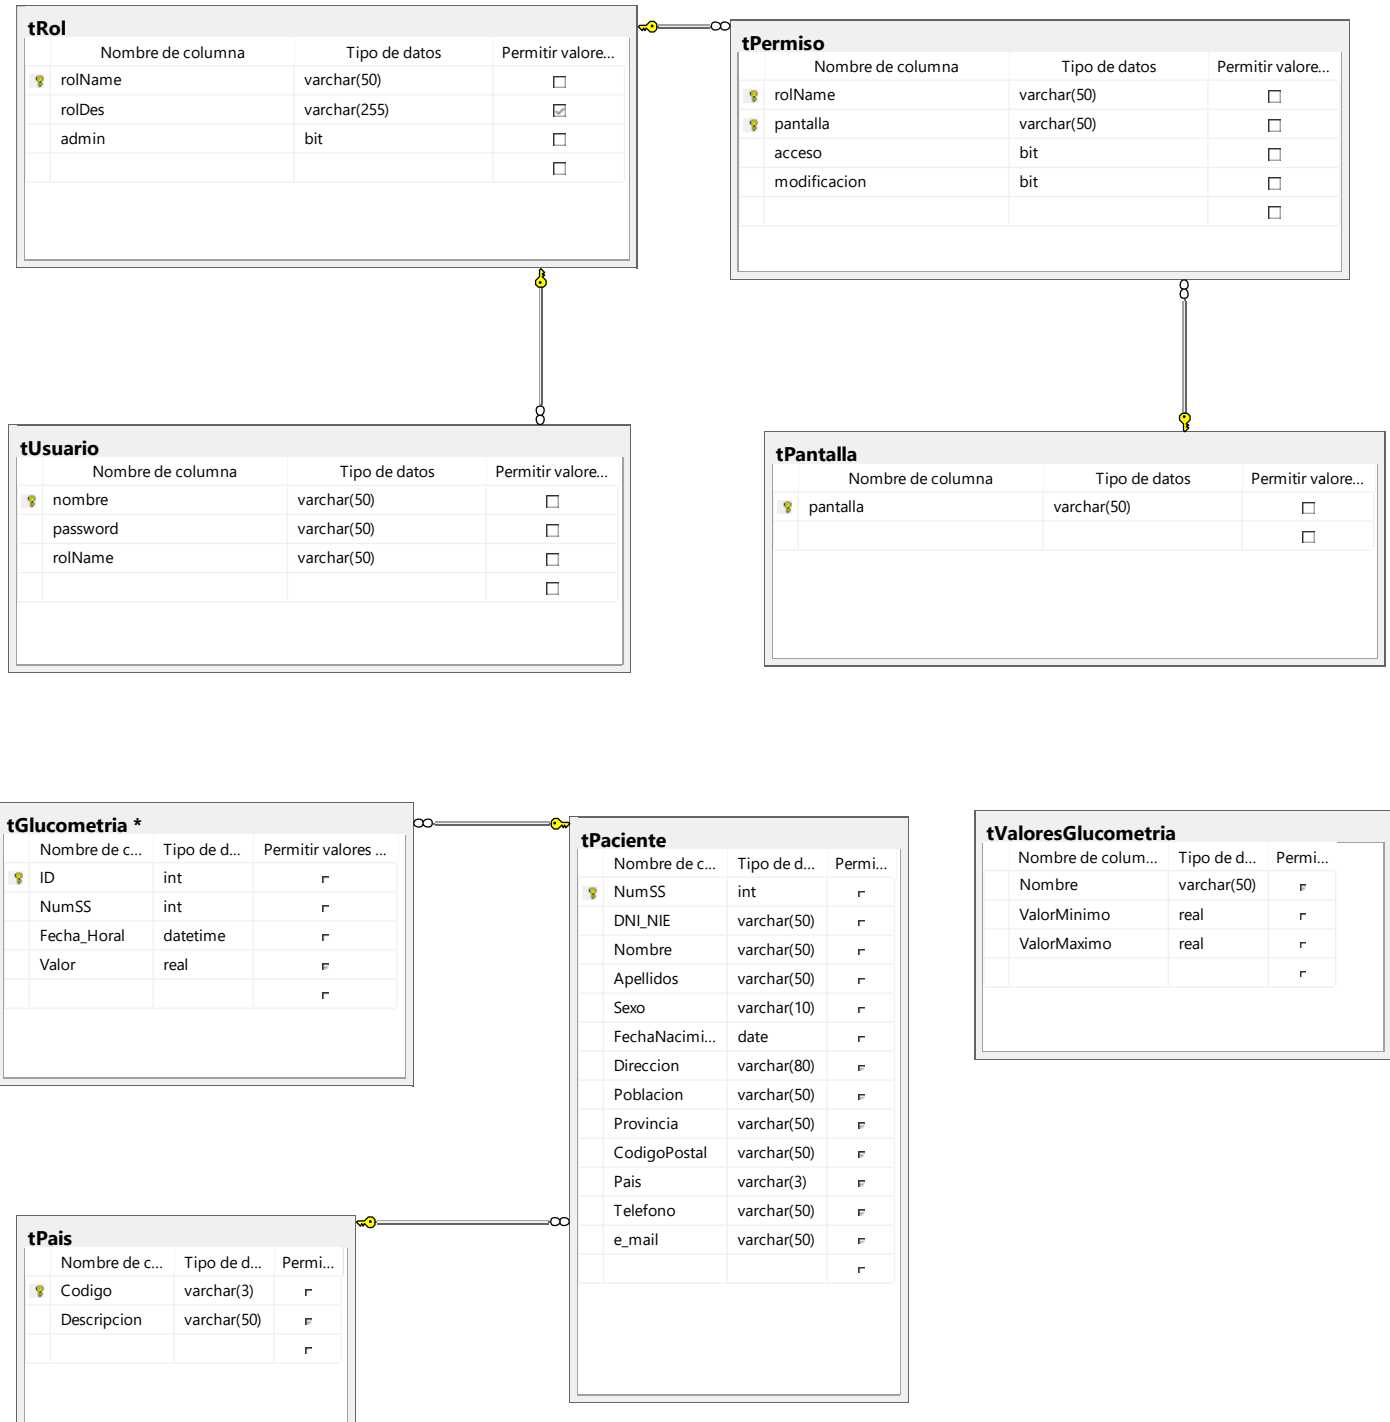 tRol
Nombre de columna Tipo de datos Permitir valore...
rolName varchar(50)
rolDes varchar(255)
admin bit
tPermiso
Nombre de columna Tipo de datos Permitir valore...
rolName varchar(50)
pantalla varchar(50)
acceso bit
modificacion bit
tUsuario
Nombre de columna Tipo de datos Permitir valore...
nombre varchar(50)
password varchar(50)
rolName varchar(50)
tPantalla
Nombre de columna Tipo de datos Permitir valore...
pantalla varchar(50)
tGlucometria *
Nombre de c... Tipo de d... Permitir valores ...
ID int
NumSS int
Fecha_Horal datetime
Valor real
tPaciente
Nombre de c... Tipo de d... Permi...
NumSS int
DNI_NIE varchar(50)
Nombre varchar(50)
Apellidos varchar(50)
Sexo varchar(10)
FechaNacimi... date
Direccion varchar(80)
Poblacion varchar(50)
Provincia varchar(50)
CodigoPostal varchar(50)
Pais varchar(3)
Telefono varchar(50)
e_mail varchar(50)
tValoresGlucometria
Nombre de colum... Tipo de d... Permi...
Nombre varchar(50)
ValorMinimo real
ValorMaximo real
tPais
Nombre de c... Tipo de d... Permi...
Codigo varchar(3)
Descripcion varchar(50)